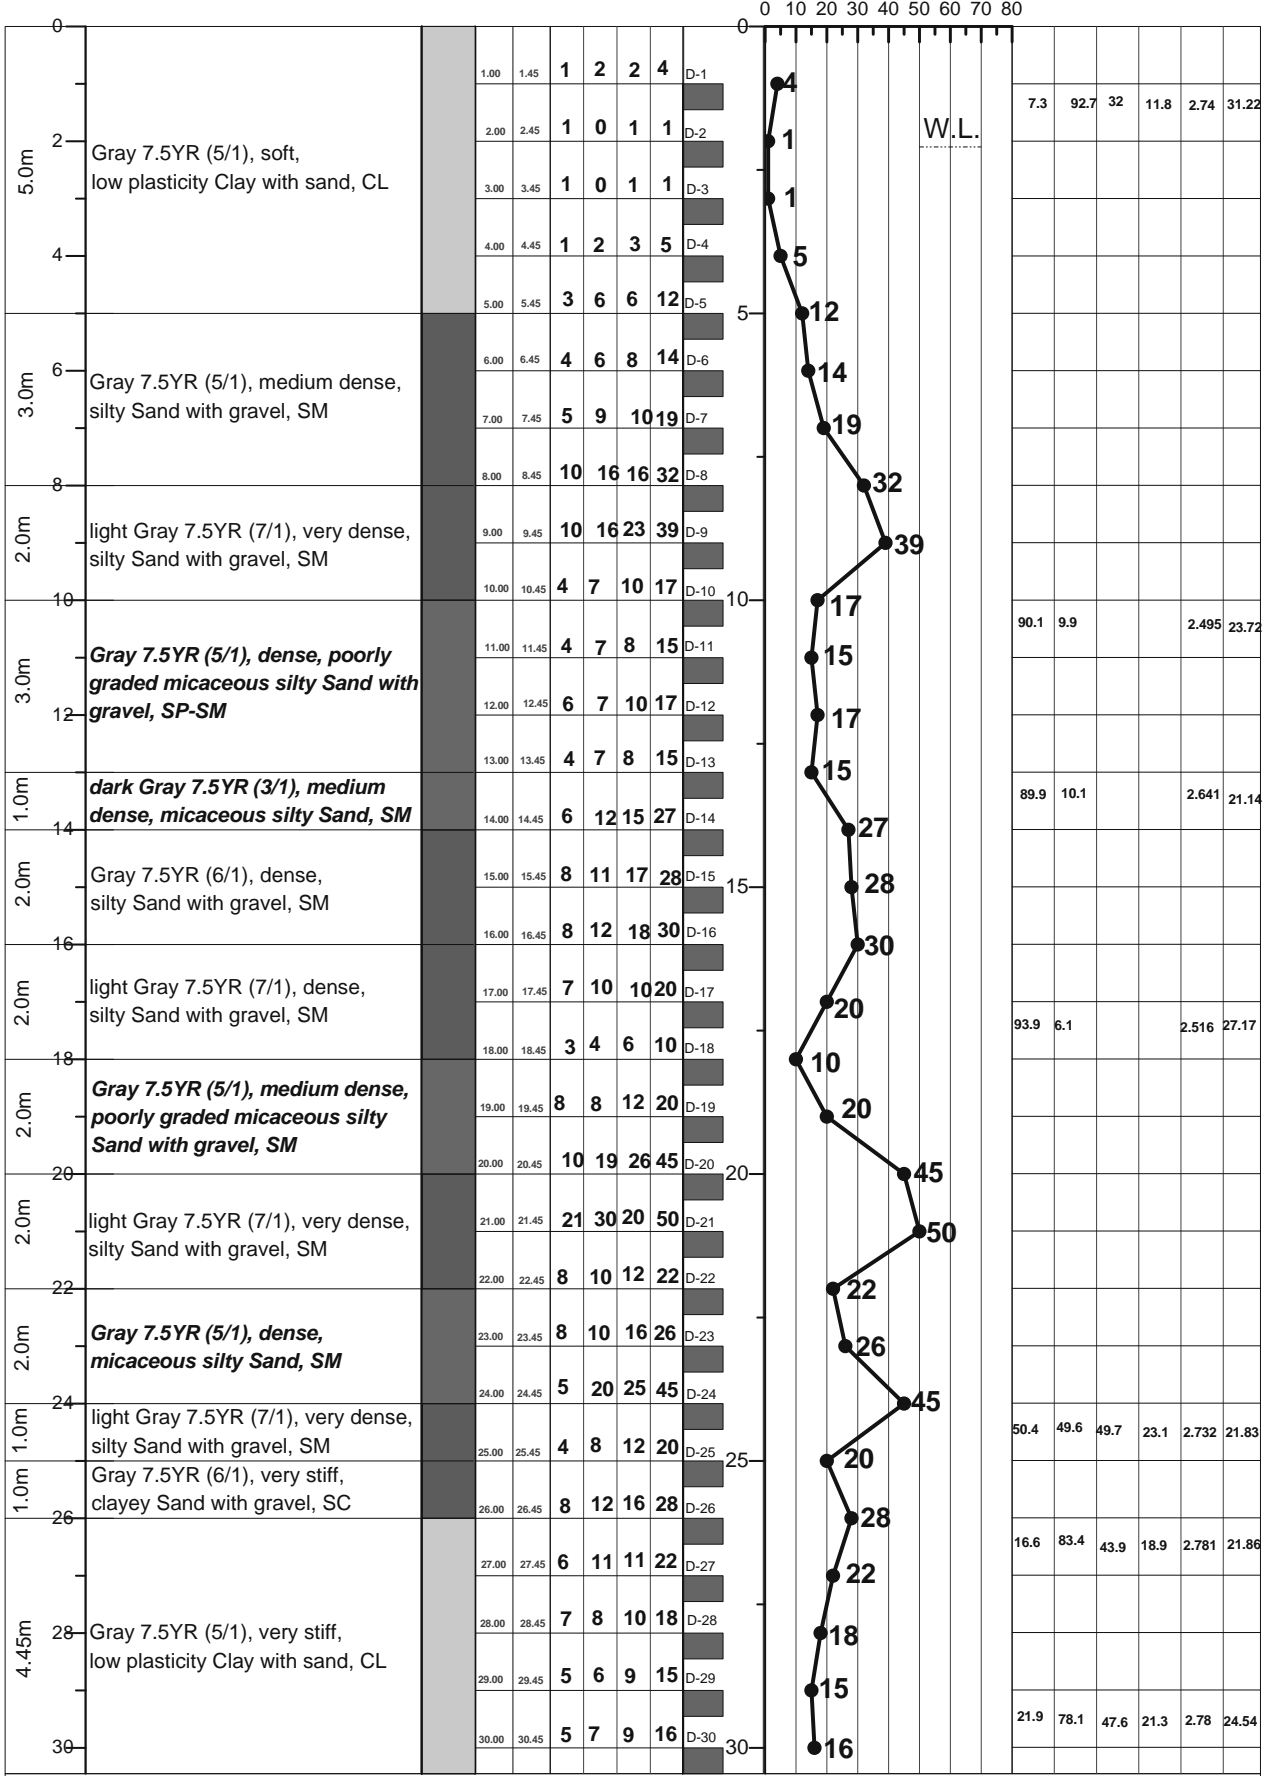 0 10 20 30 40 50 60 70 80
0 0
1.00 1.45 1 2 2 4 D-1
4
7.3 92.7 32 11.8 2.74 31.22
W.L.
2.00 2.45 1 0 1 1 D-2
2
1
5.0m
Gray 7.5YR (5/1), soft,
low plasticity Clay with sand, CL
3.00 3.45 1 0 1 1 D-3
1
4.00 4.45 1 2 3 5 D-4
4
5
5.00 5.45 3 6 6 12 D-5
5
12
6.00 6.45 4 6 8 14 D-6
6
14
3.0m
Gray 7.5YR (5/1), medium dense,
silty Sand with gravel, SM
7.00 7.45 5 9 10 19 D-7
19
8.00 8.45 10 16 16 32 D-8
8
32
2.0m
light Gray 7.5YR (7/1), very dense,
silty Sand with gravel, SM
9.00 9.45 10 16 23 39 D-9
39
10.00 10.45 4 7 10 17 D-10
10 10
17
90.1 9.9 2.495 23.72
3.0m
Gray 7.5YR (5/1), dense, poorly
graded micaceous silty Sand with
gravel, SP-SM
11.00 11.45 4 7 8 15 D-11
15
12.00 12.45 6 7 10 17 D-12
12
17
13.00 13.45 4 7 8 15 D-13
15
1.0m
dark Gray 7.5YR (3/1), medium
dense, micaceous silty Sand, SM
89.9 10.1 2.641 21.14
14.00 14.45 6 12 15 27 D-14
14
27
2.0m
Gray 7.5YR (6/1), dense,
silty Sand with gravel, SM
15.00 15.45 8 11 17 28 D-15
15
28
16.00 16.45 8 12 18 30 D-16
16
30
2.0m
light Gray 7.5YR (7/1), dense,
silty Sand with gravel, SM
17.00 17.45 7 10 10 20 D-17
20
93.9 6.1 2.516 27.17
18.00 18.45 3 4 6 10 D-18
18
10
2.0m
Gray 7.5YR (5/1), medium dense,
poorly graded micaceous silty
Sand with gravel, SM
19.00 19.45 8 8 12 20 D-19
20
20.00 20.45 10 19 26 45 D-20
20 20
45
2.0m
light Gray 7.5YR (7/1), very dense,
silty Sand with gravel, SM
21.00 21.45 21 30 20 50 D-21
50
22.00 22.45 8 10 12 22 D-22
22
22
2.0m
Gray 7.5YR (5/1), dense,
micaceous silty Sand, SM
23.00 23.45 8 10 16 26 D-23
26
24.00 24.45 5 20 25 45 D-24
24
45
1.0m
light Gray 7.5YR (7/1), very dense,
silty Sand with gravel, SM
50.4 49.6 49.7 23.1 2.732 21.83
25.00 25.45 4 8 12 20 D-25
25
20
1.0m
Gray 7.5YR (6/1), very stiff,
clayey Sand with gravel, SC
26.00 26.45 8 12 16 28 D-26
26
28
16.6 83.4 43.9 18.9 2.781 21.86
27.00 27.45 6 11 11 22 D-27
22
28.00 28.45 7 8 10 18 D-28
28
18
4.45m
Gray 7.5YR (5/1), very stiff,
low plasticity Clay with sand, CL
29.00 29.45 5 6 9 15 D-29
15
21.9 78.1 47.6 21.3 2.78 24.54
30.00 30.45 5 7 9 16 D-30
30 30
16